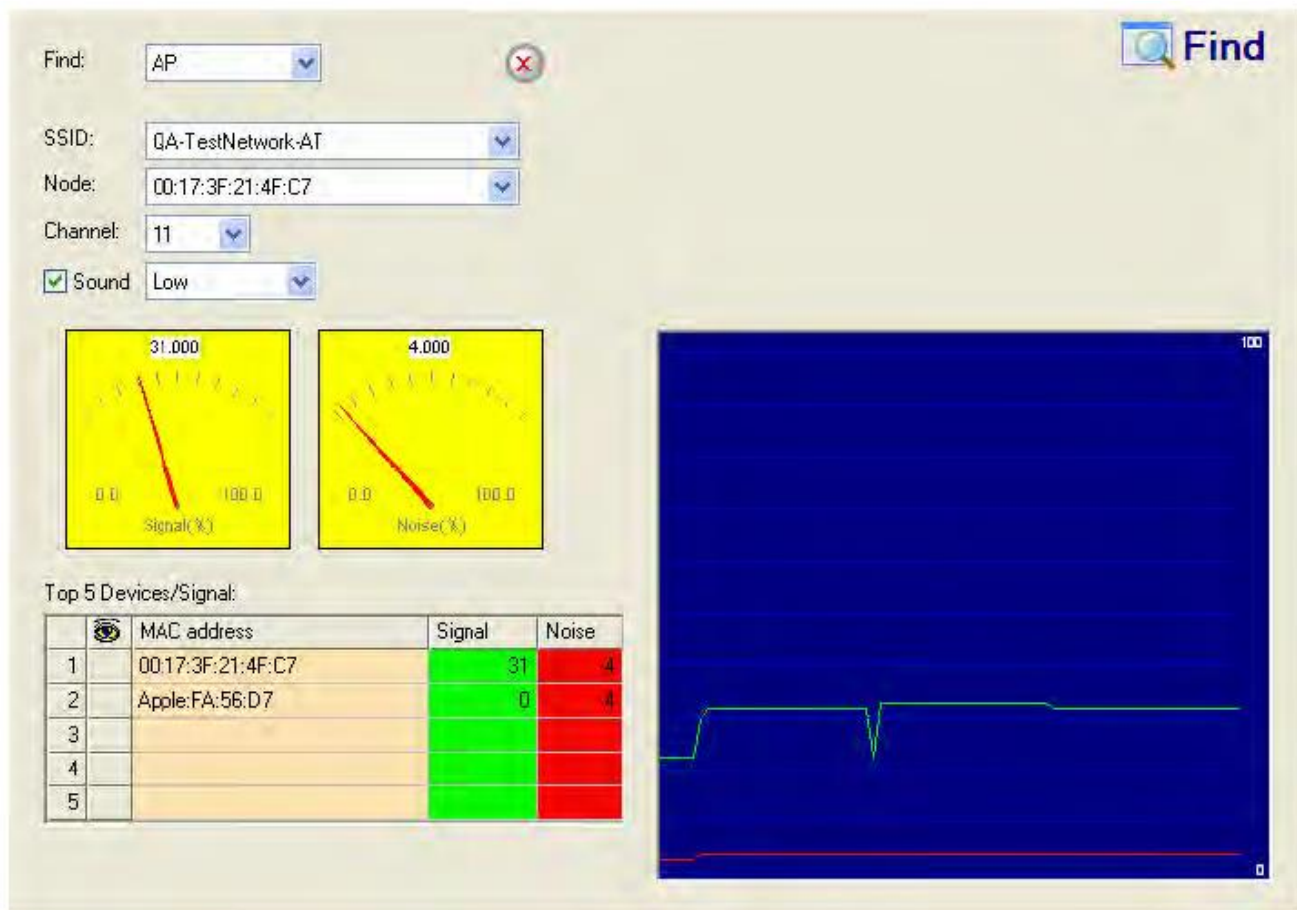 Find: AP
Find
SSID: QA-TestNetwork-AT
Node: 00:17:3F:21:4F:C7
Channel: 11
Sound Low
31.000
0.0 100.0
Signal(%)
4.000
0.0 100.0
Noise(%)
100
0
Top 5 Devices/Signal:
MAC address Signal Noise
1 00:17:3F:21:4F:C7 31 4
2 Apple:FA:56:D7 0 4
3
4
5